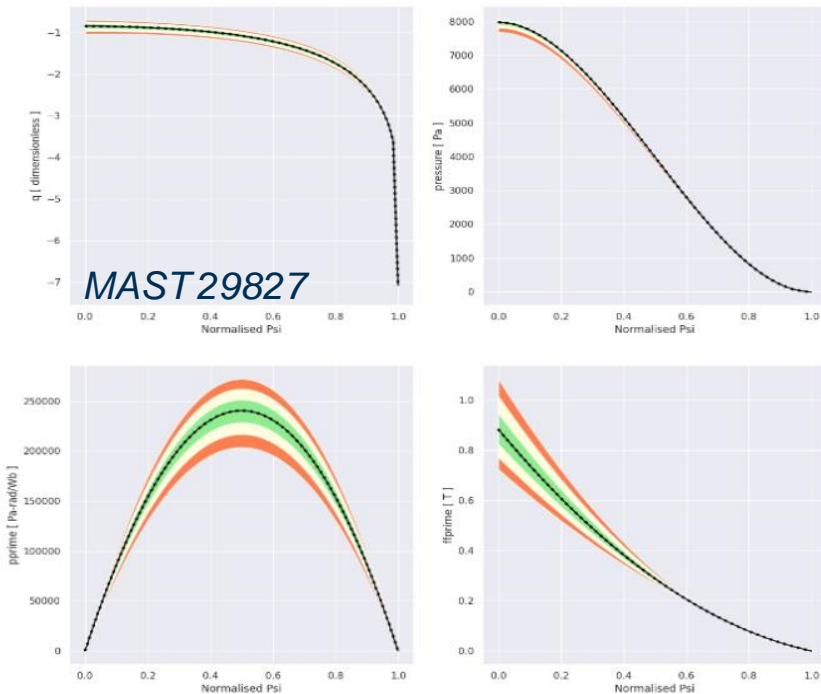 q [ dimensionless ]
−1
−2
−3
−4
−5
−6
−7
MAST 29827
0.0 0.2 0.4 0.6 0.8 1.0
Normalised Psi
pressure [ Pa ]
8000
7000
6000
5000
4000
3000
2000
1000
0
0.0 0.2 0.4 0.6 0.8 1.0
Normalised Psi
pprime [ Pa-rad/Wb ]
250000
200000
150000
100000
50000
0
0.0 0.2 0.4 0.6 0.8 1.0
Normalised Psi
ffprime [ T ]
1.0
0.8
0.6
0.4
0.2
0.0
0.0 0.2 0.4 0.6 0.8 1.0
Normalised Psi